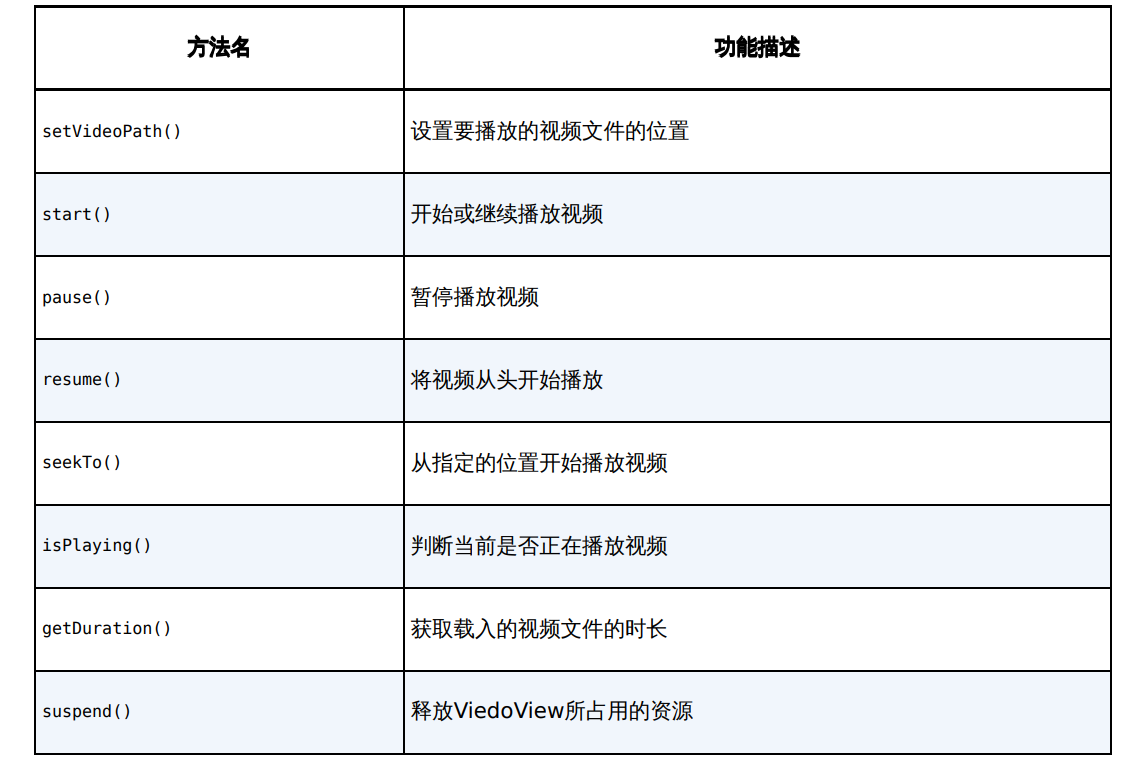 方法名 功能描述
setVideoPath() 设置要播放的视频文件的位置
start() 开始或继续播放视频
pause() 暂停播放视频
resume() 将视频从头开始播放
seekTo() 从指定的位置开始播放视频
isPlaying() 判断当前是否正在播放视频
getDuration() 获取载入的视频文件的时长
suspend() 释放ViedoView所占用的资源